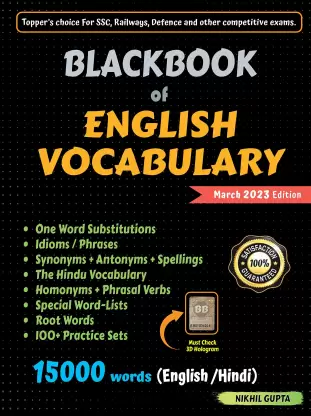 Topper's choice For SSC, Railways, Defence and other competitive exams.
BLACKBOOK
of
ENGLISH
VOCABULARY
March 2023 Edition
• One Word Substitutions
• Idioms / Phrases
• Synonyms + Antonyms + Spellings
• The Hindu Vocabulary
• Homonyms + Phrasal Verbs
• Special Word-Lists
• Root Words
• 100+ Practice Sets
SATISFACTION
100%
GUARANTEED
BB
Must Check
3D Hologram
15000 words (English /Hindi)
NIKHIL GUPTA